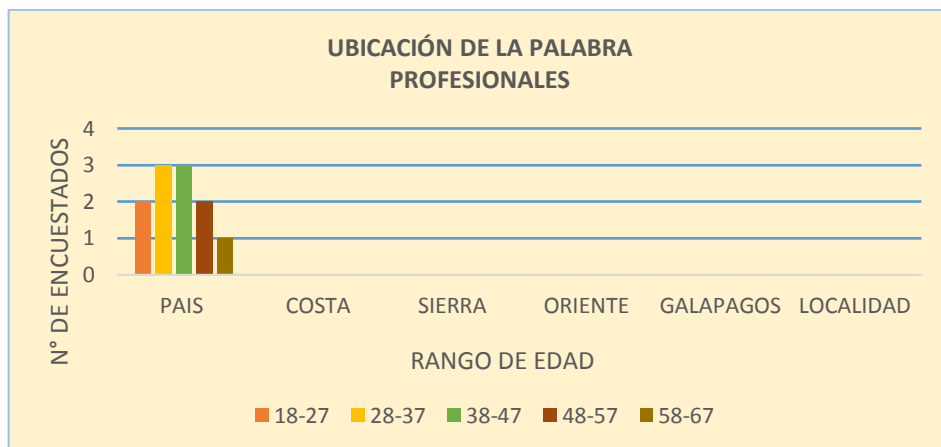 UBICACIÓN DE LA PALABRA
PROFESIONALES
N° DE ENCUESTADOS
4
3
2
1
0
PAIS COSTA SIERRA ORIENTE GALAPAGOS LOCALIDAD
RANGO DE EDAD
18-27 28-37 38-47 48-57 58-67